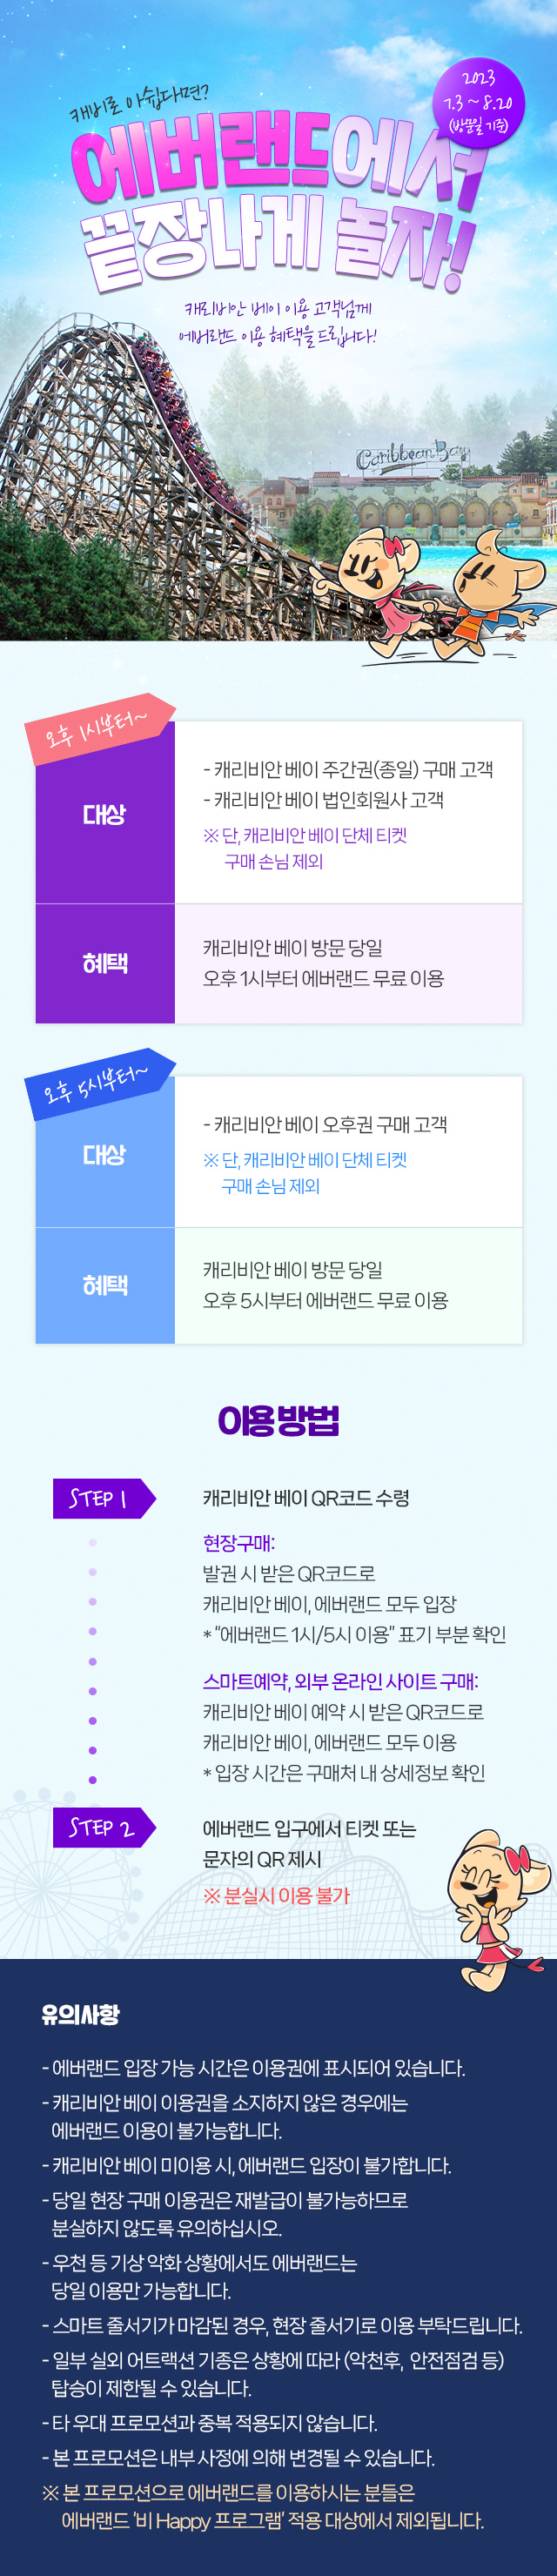 캐비로 아쉽다면?
2023
7.3 ~ 8.20
(방문일 기준)
에버랜드에서
끝장나게 놀자!
캐리비안 베이 이용 고객님께
에버랜드 이용 혜택을 드립니다!
Caribbean Bay
오후 1시부터~
대상
- 캐리비안 베이 주간권(종일) 구매 고객
- 캐리비안 베이 법인회원사 고객
※ 단, 캐리비안 베이 단체 티켓
구매 손님 제외
혜택
캐리비안 베이 방문 당일
오후 1시부터 에버랜드 무료 이용
오후 5시부터~
대상
- 캐리비안 베이 오후권 구매 고객
※ 단, 캐리비안 베이 단체 티켓
구매 손님 제외
혜택
캐리비안 베이 방문 당일
오후 5시부터 에버랜드 무료 이용
이용 방법
STEP 1
캐리비안 베이 QR코드 수령
현장구매:
발권 시 받은 QR코드로
캐리비안 베이, 에버랜드 모두 입장
* “에버랜드 1시/5시 이용” 표기 부분 확인
스마트예약, 외부 온라인 사이트 구매:
캐리비안 베이 예약 시 받은 QR코드로
캐리비안 베이, 에버랜드 모두 이용
* 입장 시간은 구매처 내 상세정보 확인
STEP 2
에버랜드 입구에서 티켓 또는
문자의 QR 제시
※ 분실시 이용 불가
유의사항
- 에버랜드 입장 가능 시간은 이용권에 표시되어 있습니다.
- 캐리비안 베이 이용권을 소지하지 않은 경우에는
에버랜드 이용이 불가능합니다.
- 캐리비안 베이 미이용 시, 에버랜드 입장이 불가합니다.
- 당일 현장 구매 이용권은 재발급이 불가능하므로
분실하지 않도록 유의하십시오.
- 우천 등 기상 악화 상황에서도 에버랜드는
당일 이용만 가능합니다.
- 스마트 줄서기가 마감된 경우, 현장 줄서기로 이용 부탁드립니다.
- 일부 실외 어트랙션 기종은 상황에 따라 (악천후, 안전점검 등)
탑승이 제한될 수 있습니다.
- 타 우대 프로모션과 중복 적용되지 않습니다.
- 본 프로모션은 내부 사정에 의해 변경될 수 있습니다.
※ 본 프로모션으로 에버랜드를 이용하시는 분들은
에버랜드 ‘비 Happy 프로그램’ 적용 대상에서 제외됩니다.